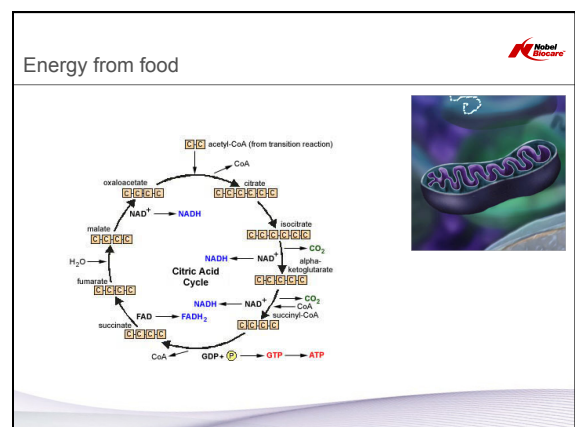 Energy from food
Nobel
Biocare
C-C acetyl-CoA (from transition reaction)
CoA
oxaloacetate
C-C-C-C
citrate
C-C-C-C-C-C
NAD+ NADH
isocitrate
C-C-C-C-C-C
malate
C-C-C-C
CO2
NADH NAD+
alpha-
ketoglutarate
C-C-C-C-C
H2O
Citric Acid
Cycle
fumarate
C-C-C-C
NADH NAD+
CO2
CoA
succinyl-CoA
C-C-C-C
FAD FADH2
succinate
C-C-C-C
CoA GDP+ P GTP ATP